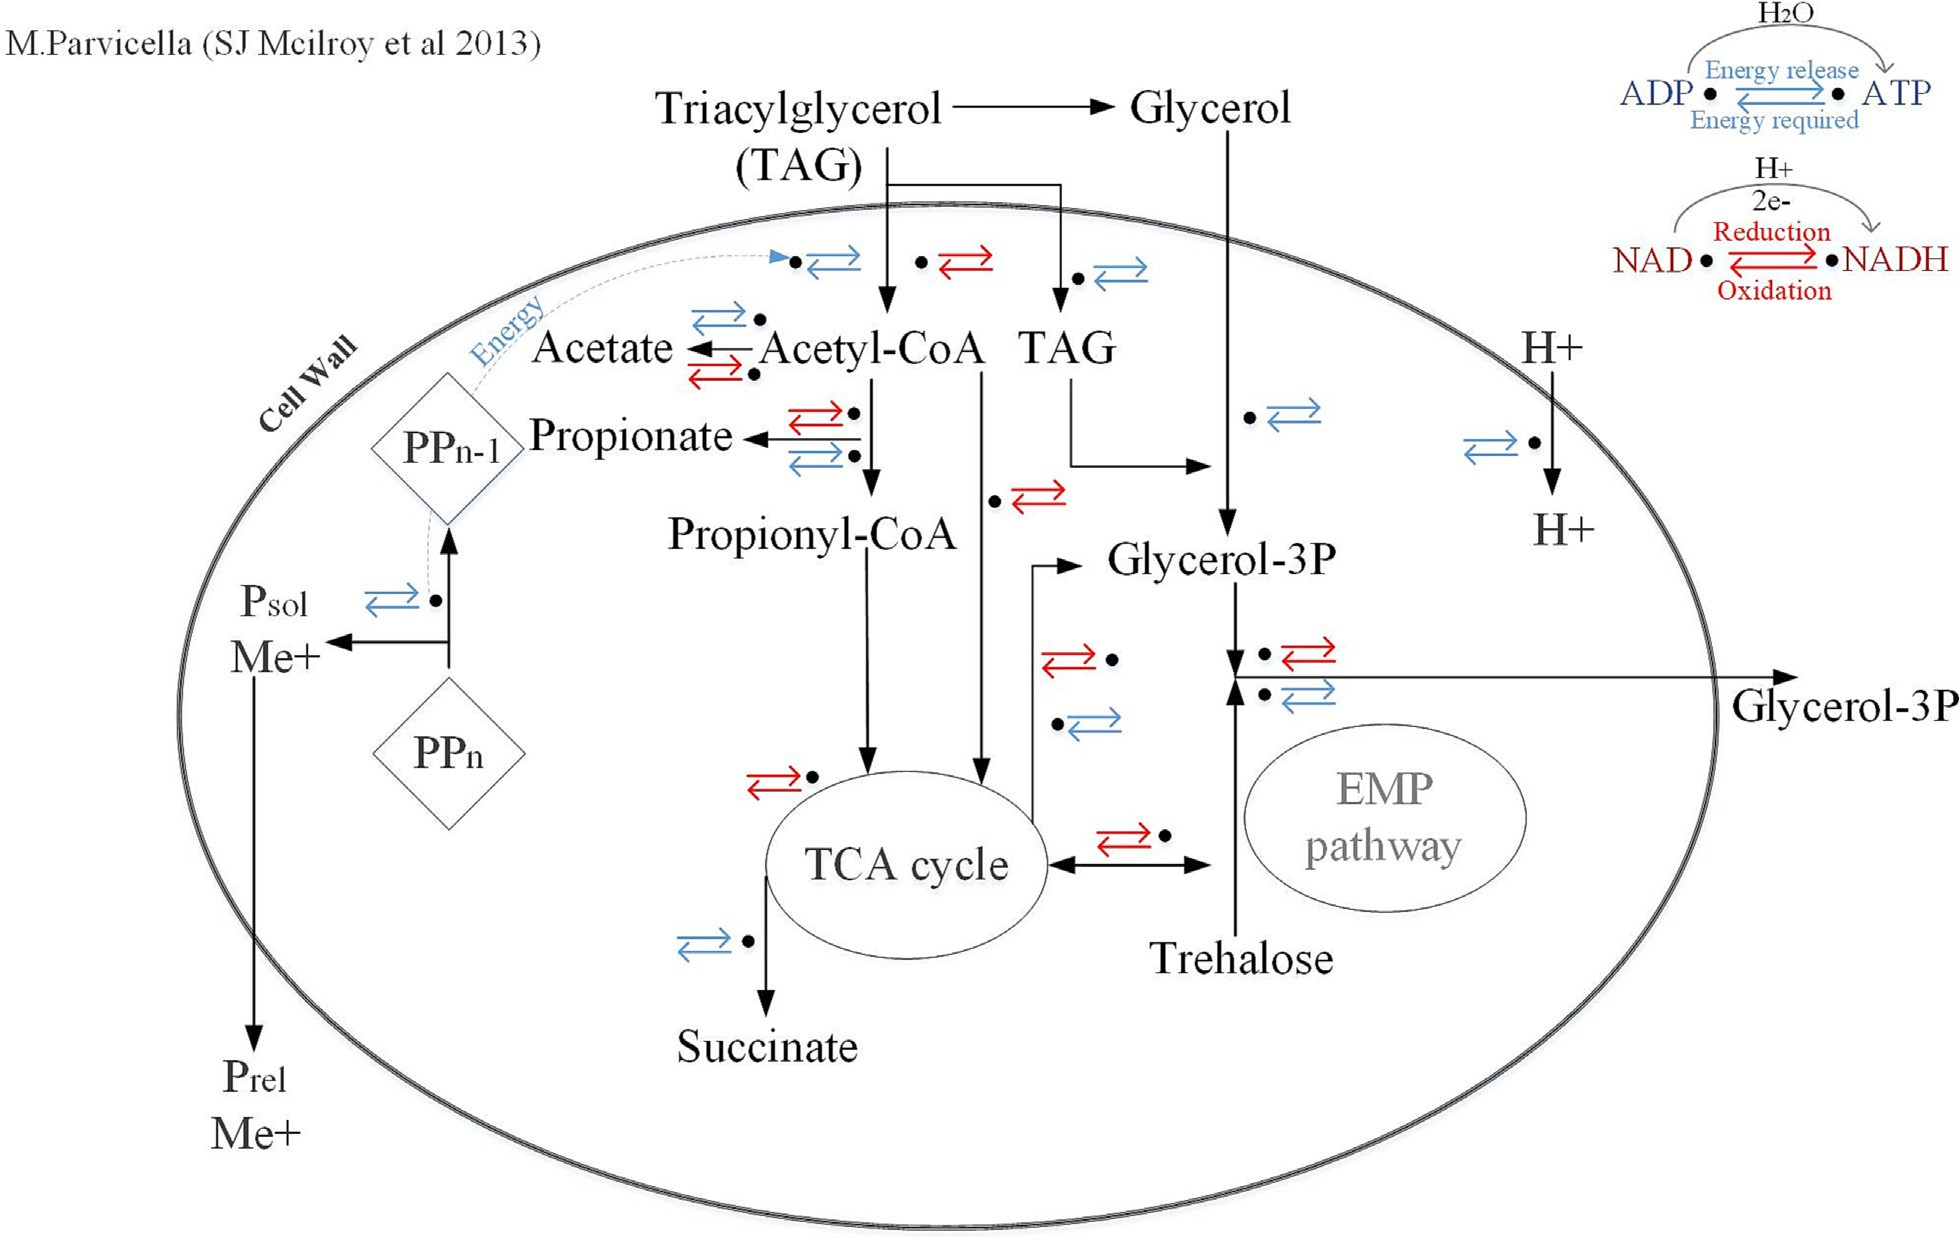 M.Parvicella (SJ Mcilroy et al 2013)
H2O
Energy release
ADP ATP
Energy required
H+
2e-
Reduction
NAD NADH
Oxidation
Triacylglycerol
(TAG)
Glycerol
Cell Wall
Energy
Acetate
Acetyl-CoA
TAG
H+
PPn-1
Propionate
Propionyl-CoA
H+
Glycerol-3P
Psol
Me+
PPn
Glycerol-3P
EMP
pathway
TCA cycle
Trehalose
Succinate
Prel
Me+